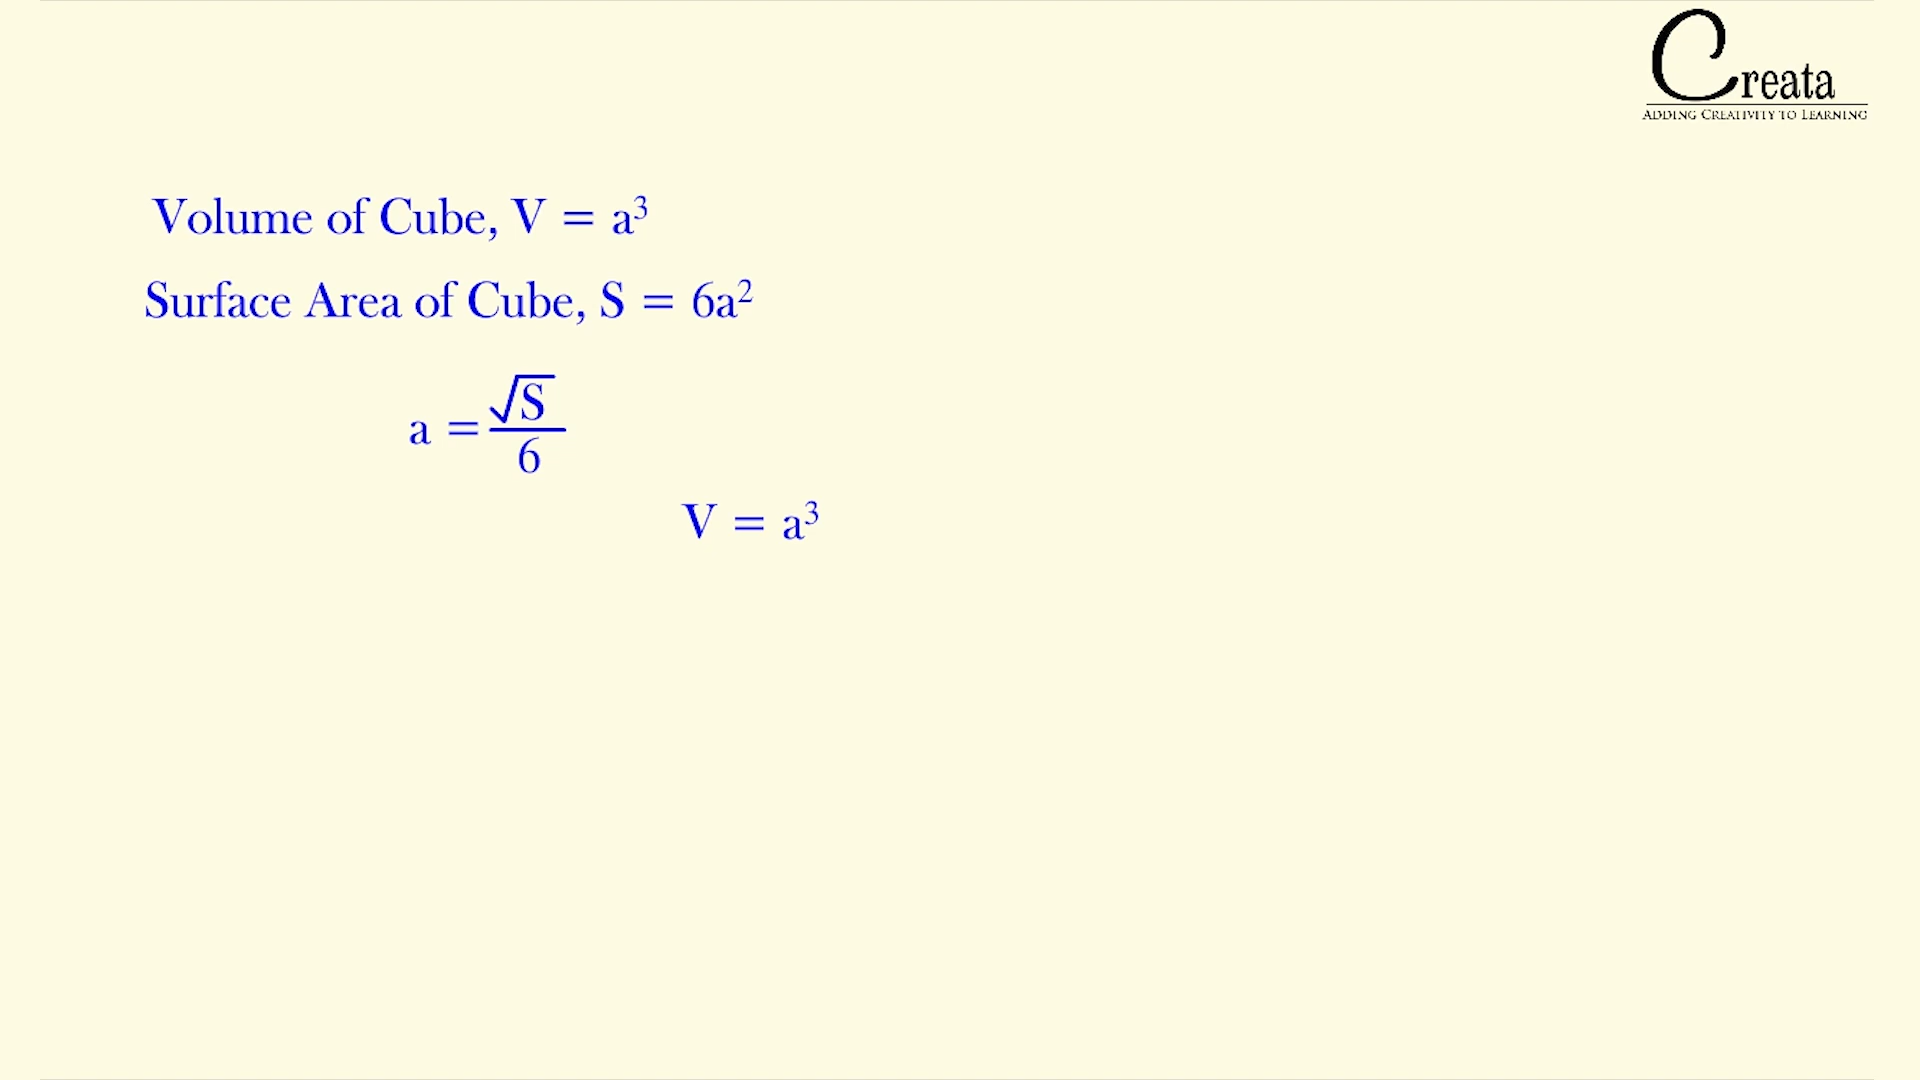 Creata
ADDING CREATIVITY TO LEARNING
Volume of Cube, V = a³
Surface Area of Cube, S = 6a²
a = √S / 6
V = a³